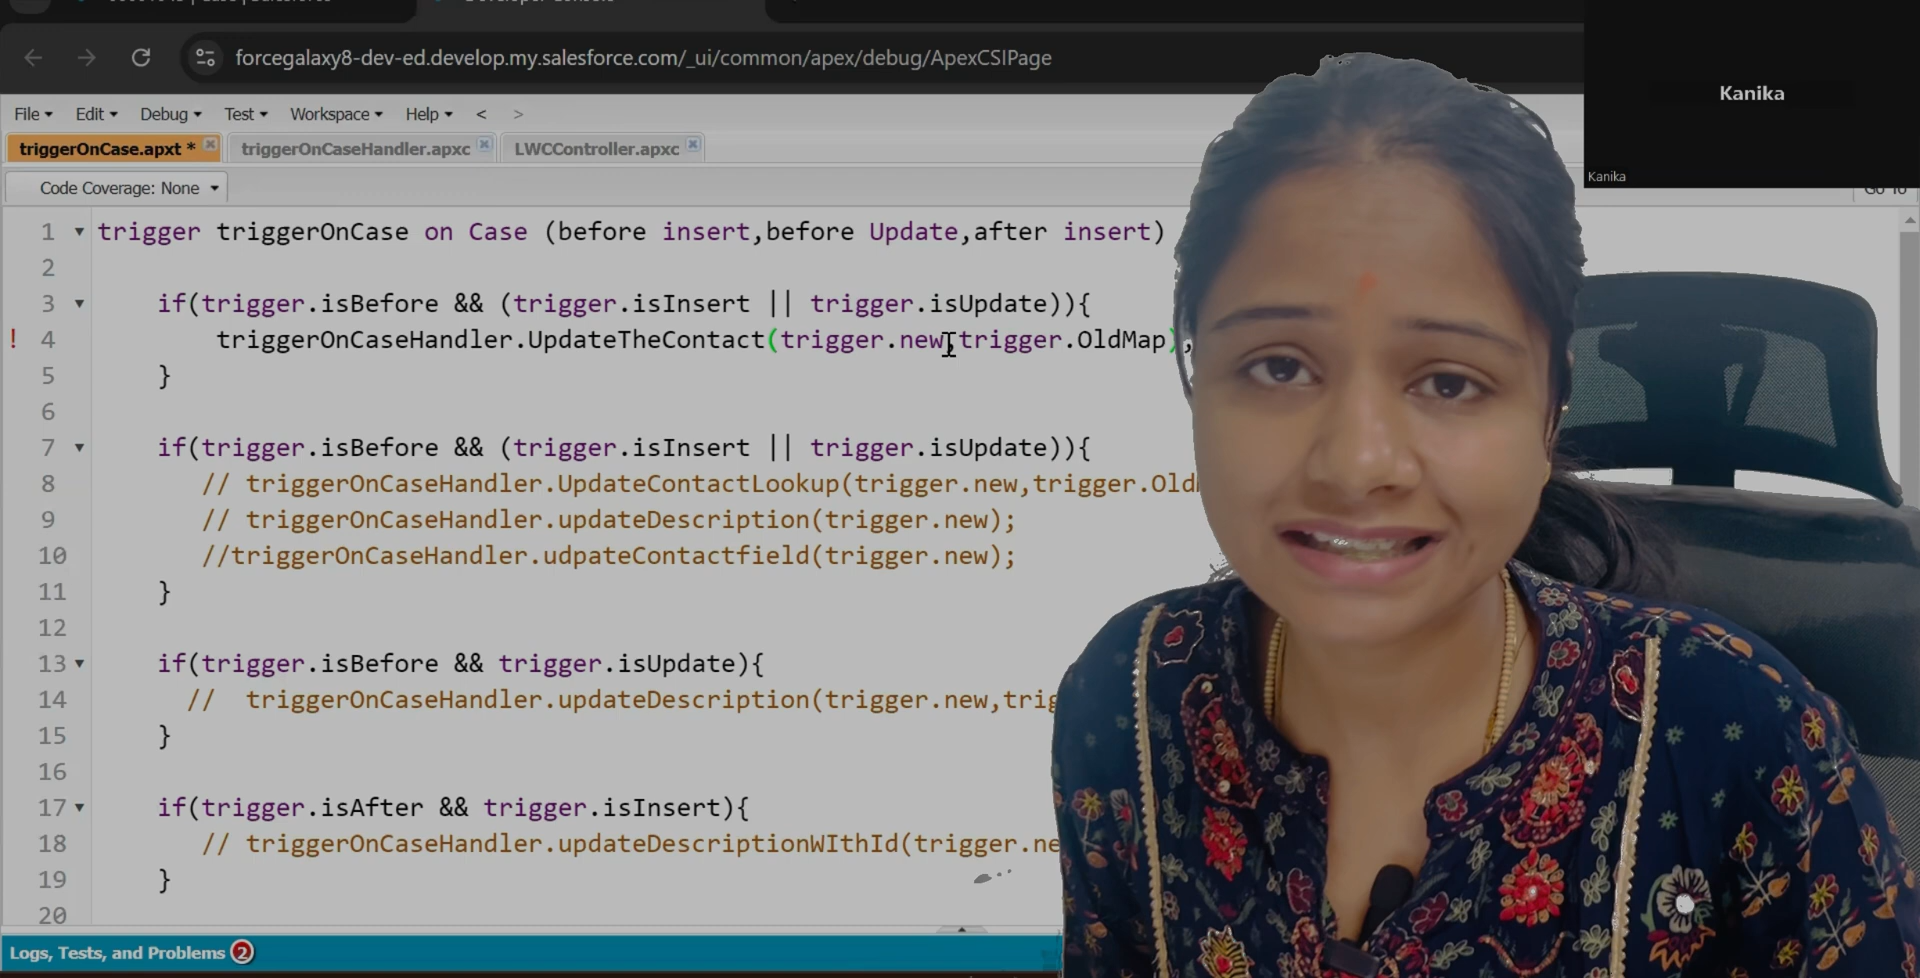 forcegalaxy8-dev-ed.develop.my.salesforce.com/_ui/common/apex/debug/ApexCSIPage
Kanika
Kanika
File Edit Debug Test Workspace Help < >
triggerOnCase.apxt * triggerOnCaseHandler.apxc LWCController.apxc
Code Coverage: None Go To
1 trigger triggerOnCase on Case (before insert,before Update,after insert)
2
3 if(trigger.isBefore && (trigger.isInsert || trigger.isUpdate)){
! 4 triggerOnCaseHandler.UpdateTheContact(trigger.new,trigger.OldMap);
5 }
6
7 if(trigger.isBefore && (trigger.isInsert || trigger.isUpdate)){
8 // triggerOnCaseHandler.UpdateContactLookup(trigger.new,trigger.Old
9 // triggerOnCaseHandler.updateDescription(trigger.new);
10 //triggerOnCaseHandler.udpateContactfield(trigger.new);
11 }
12
13 if(trigger.isBefore && trigger.isUpdate){
14 // triggerOnCaseHandler.updateDescription(trigger.new,trig
15 }
16
17 if(trigger.isAfter && trigger.isInsert){
18 // triggerOnCaseHandler.updateDescriptionWIthId(trigger.ne
19 }
20
Logs, Tests, and Problems 2